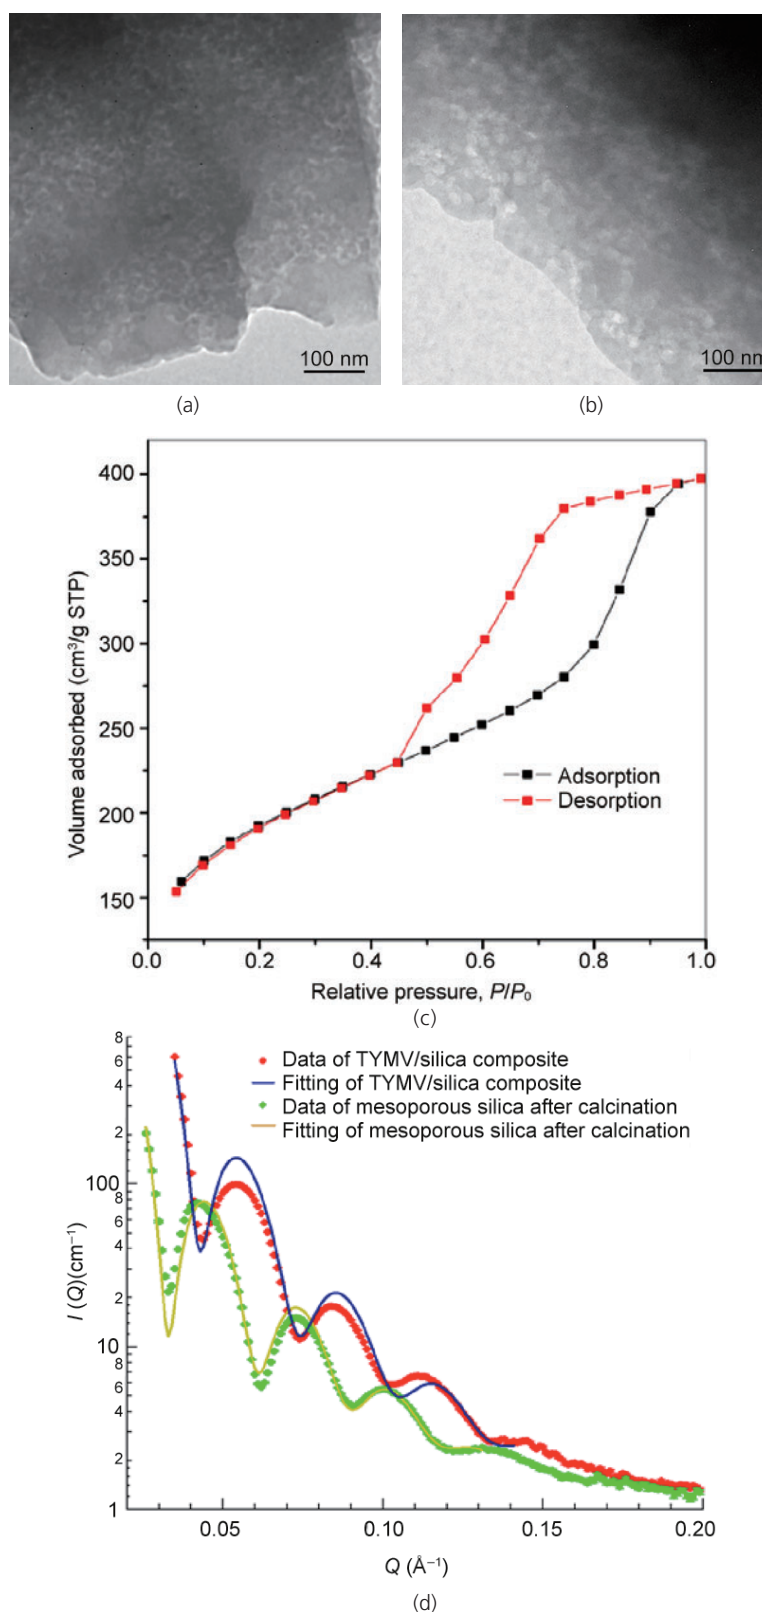 100 nm
100 nm
(a)
(b)
400
350
300
250
200
150
Volume adsorbed (cm³/g STP)
Adsorption
Desorption
0.0 0.2 0.4 0.6 0.8 1.0
Relative pressure, P/P₀
(c)
8
6
4
2
100
8
6
4
2
10
8
6
4
2
1
I (Q)(cm⁻¹)
Data of TYMV/silica composite
Fitting of TYMV/silica composite
Data of mesoporous silica after calcination
Fitting of mesoporous silica after calcination
0.05 0.10 0.15 0.20
Q (Å⁻¹)
(d)